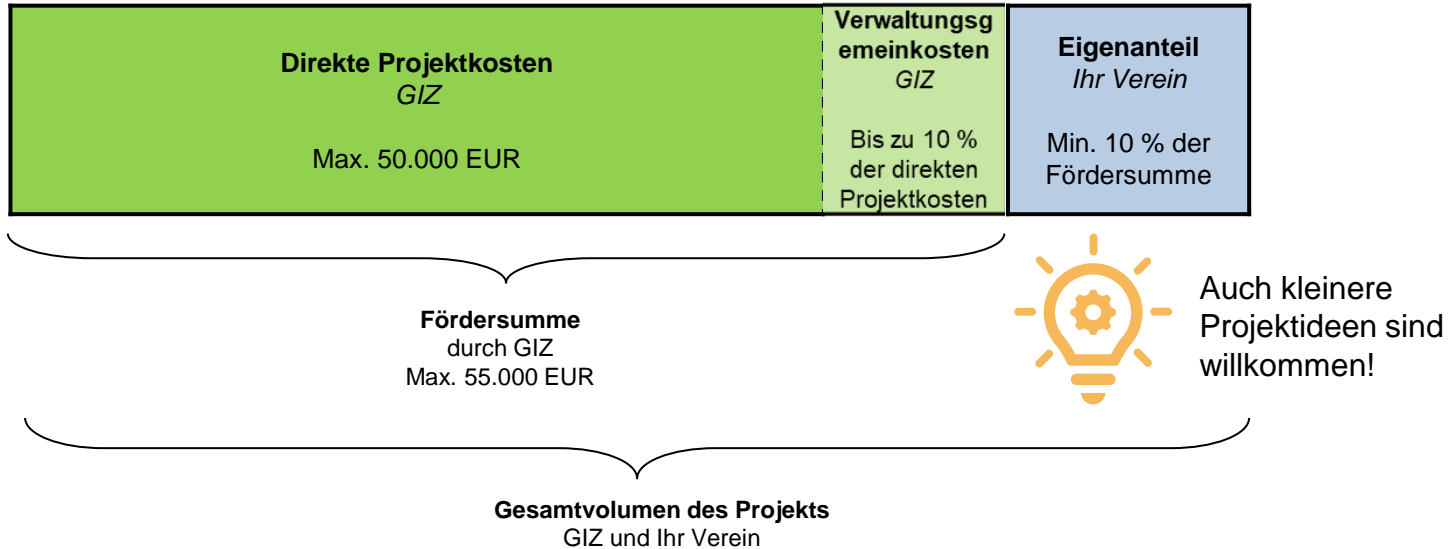 Direkte Projektkosten
GIZ
Max. 50.000 EUR
Verwaltungsg
emeinkosten
GIZ
Bis zu 10 %
der direkten
Projektkosten
Eigenanteil
Ihr Verein
Min. 10 % der
Fördersumme
Fördersumme
durch GIZ
Max. 55.000 EUR
Auch kleinere
Projektideen sind
willkommen!
Gesamtvolumen des Projekts
GIZ und Ihr Verein